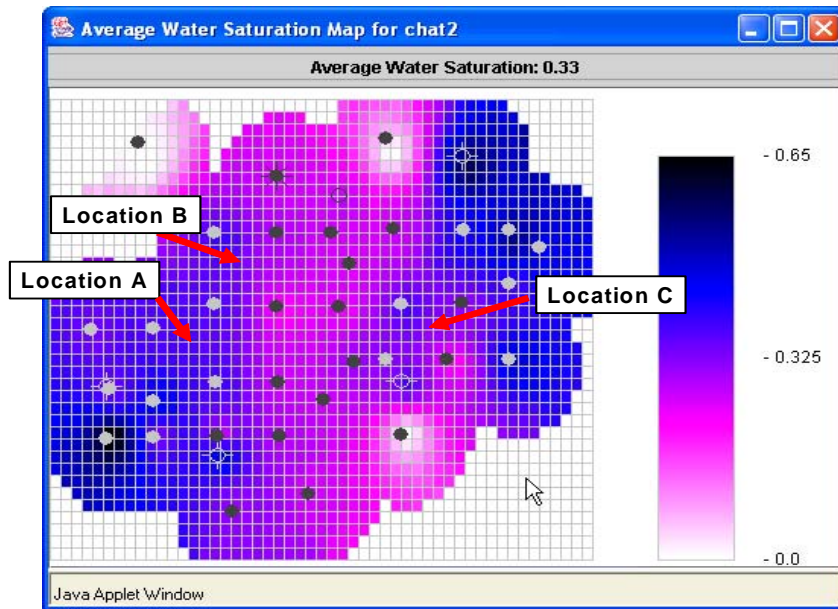 Average Water Saturation Map for chat2
Average Water Saturation: 0.33
- 0.65
Location B
Location A
Location C
- 0.325
- 0.0
Java Applet Window